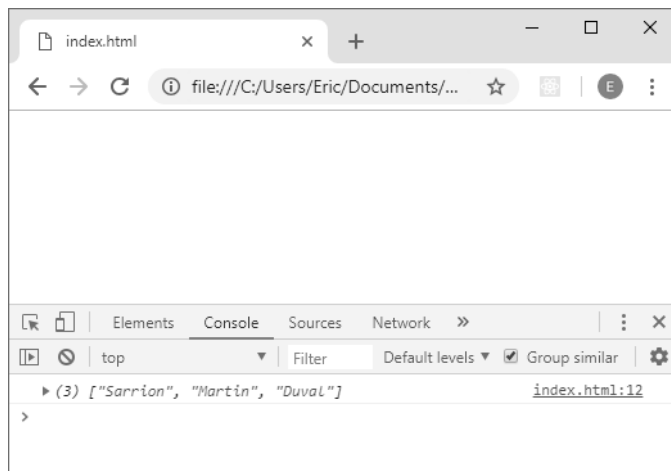 index.html
file:///C:/Users/Eric/Documents/...
E
Elements Console Sources Network
top Filter Default levels Group similar
(3) ["Sarrion", "Martin", "Duval"] index.html:12